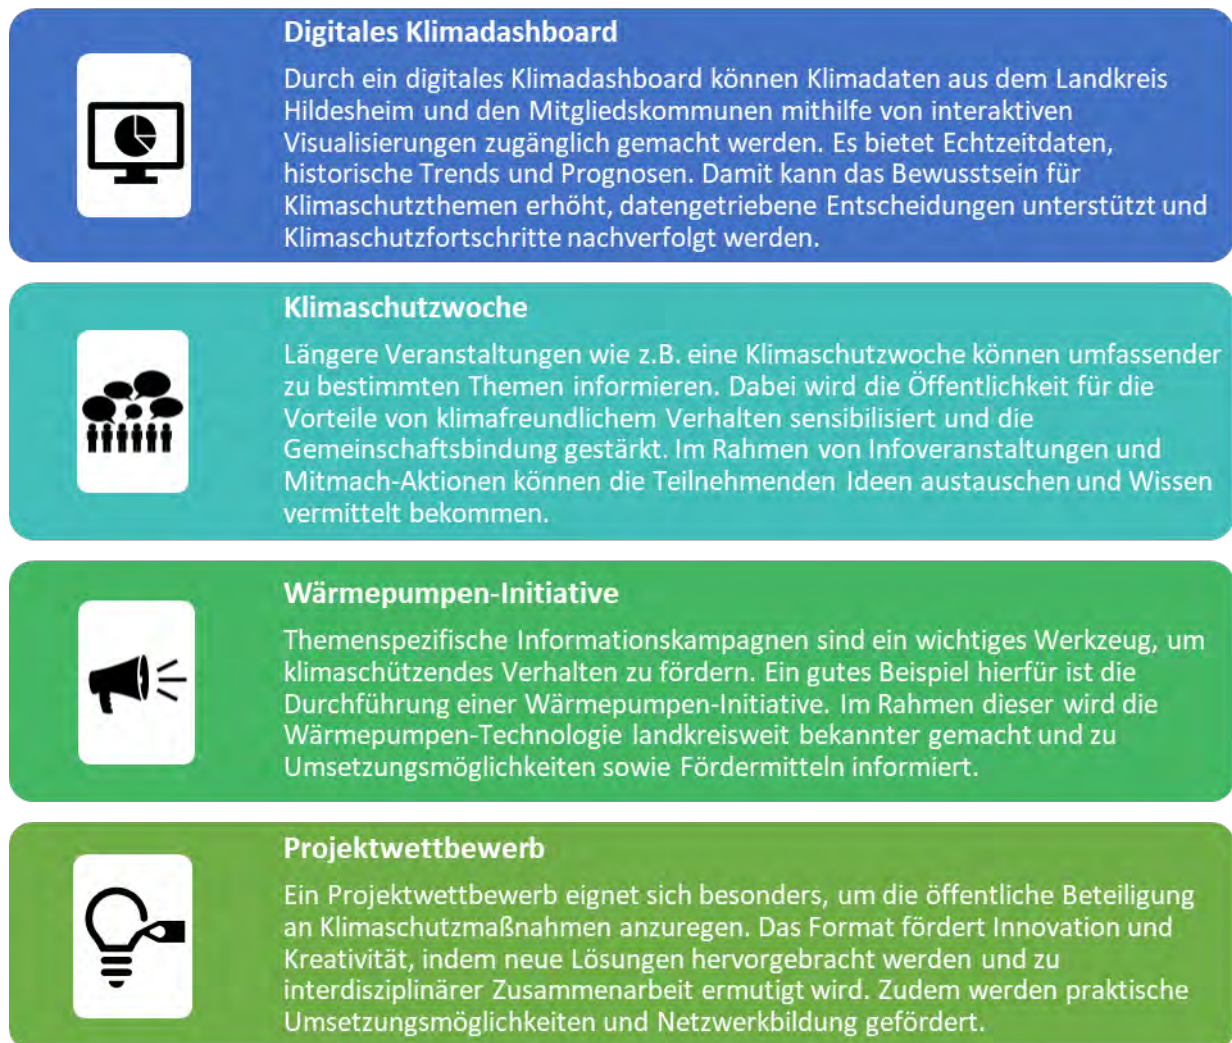 Digitales Klimadashboard
Durch ein digitales Klimadashboard können Klimadaten aus dem Landkreis
Hildesheim und den Mitgliedskommunen mithilfe von interaktiven
Visualisierungen zugänglich gemacht werden. Es bietet Echtzeitdaten,
historische Trends und Prognosen. Damit kann das Bewusstsein für
Klimaschutzthemen erhöht, datengetriebene Entscheidungen unterstützt und
Klimaschutzfortschritte nachverfolgt werden.
Klimaschutzwoche
Längere Veranstaltungen wie z.B. eine Klimaschutzwoche können umfassender
zu bestimmten Themen informieren. Dabei wird die Öffentlichkeit für die
Vorteile von klimafreundlichem Verhalten sensibilisiert und die
Gemeinschaftsbindung gestärkt. Im Rahmen von Infoveranstaltungen und
Mitmach-Aktionen können die Teilnehmenden Ideen austauschen und Wissen
vermittelt bekommen.
Wärmepumpen-Initiative
Themenspezifische Informationskampagnen sind ein wichtiges Werkzeug, um
klimaschützendes Verhalten zu fördern. Ein gutes Beispiel hierfür ist die
Durchführung einer Wärmepumpen-Initiative. Im Rahmen dieser wird die
Wärmepumpen-Technologie landkreisweit bekannter gemacht und zu
Umsetzungsmöglichkeiten sowie Fördermitteln informiert.
Projektwettbewerb
Ein Projektwettbewerb eignet sich besonders, um die öffentliche Beteiligung
an Klimaschutzmaßnahmen anzuregen. Das Format fördert Innovation und
Kreativität, indem neue Lösungen hervorgebracht werden und zu
interdisziplinärer Zusammenarbeit ermutigt wird. Zudem werden praktische
Umsetzungsmöglichkeiten und Netzwerkbildung gefördert.